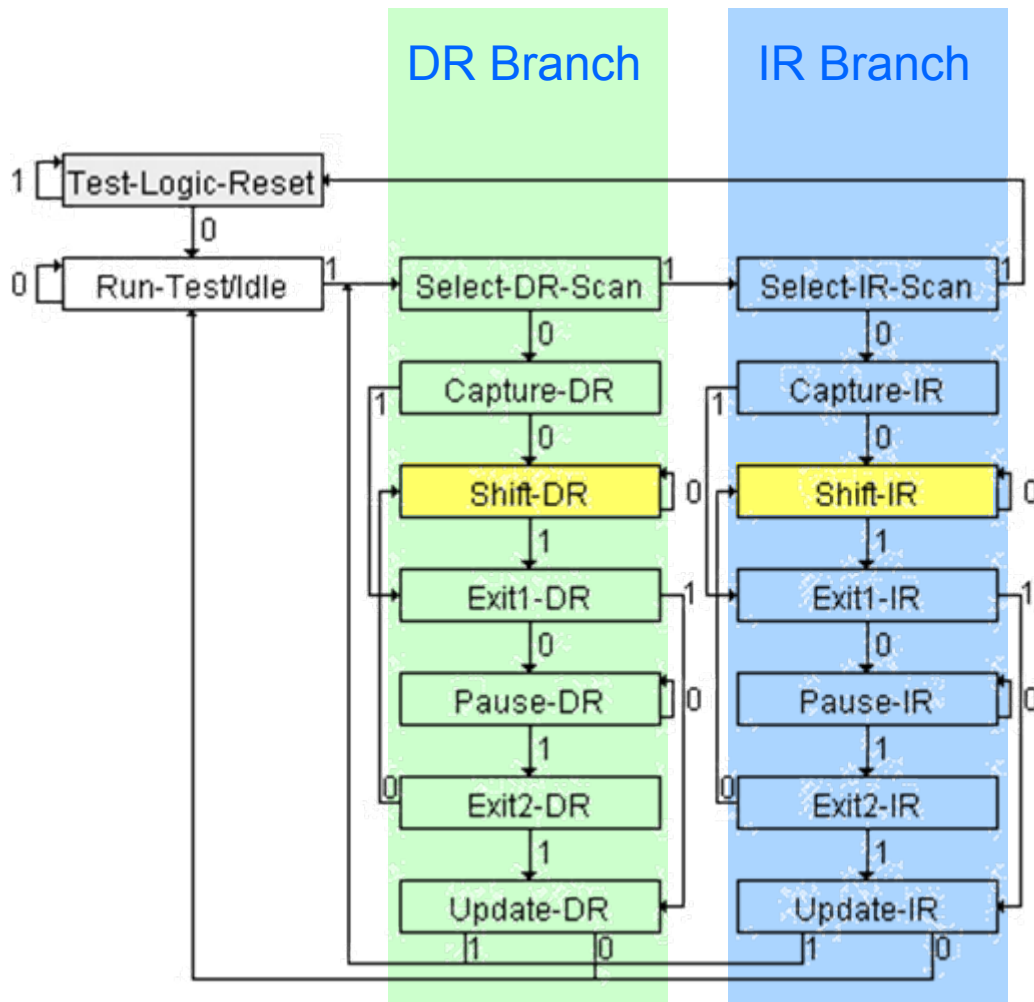 DR Branch IR Branch
1 Test-Logic-Reset
0
0 Run-Test/Idle 1 Select-DR-Scan 1 Select-IR-Scan 1
0 0
1 Capture-DR 1 Capture-IR
0 0
Shift-DR 0 Shift-IR 0
1 1
Exit1-DR 1 Exit1-IR 1
0 0
Pause-DR 0 Pause-IR 0
1 1
0 Exit2-DR 0 Exit2-IR
1 1
Update-DR Update-IR
1 0 1 0